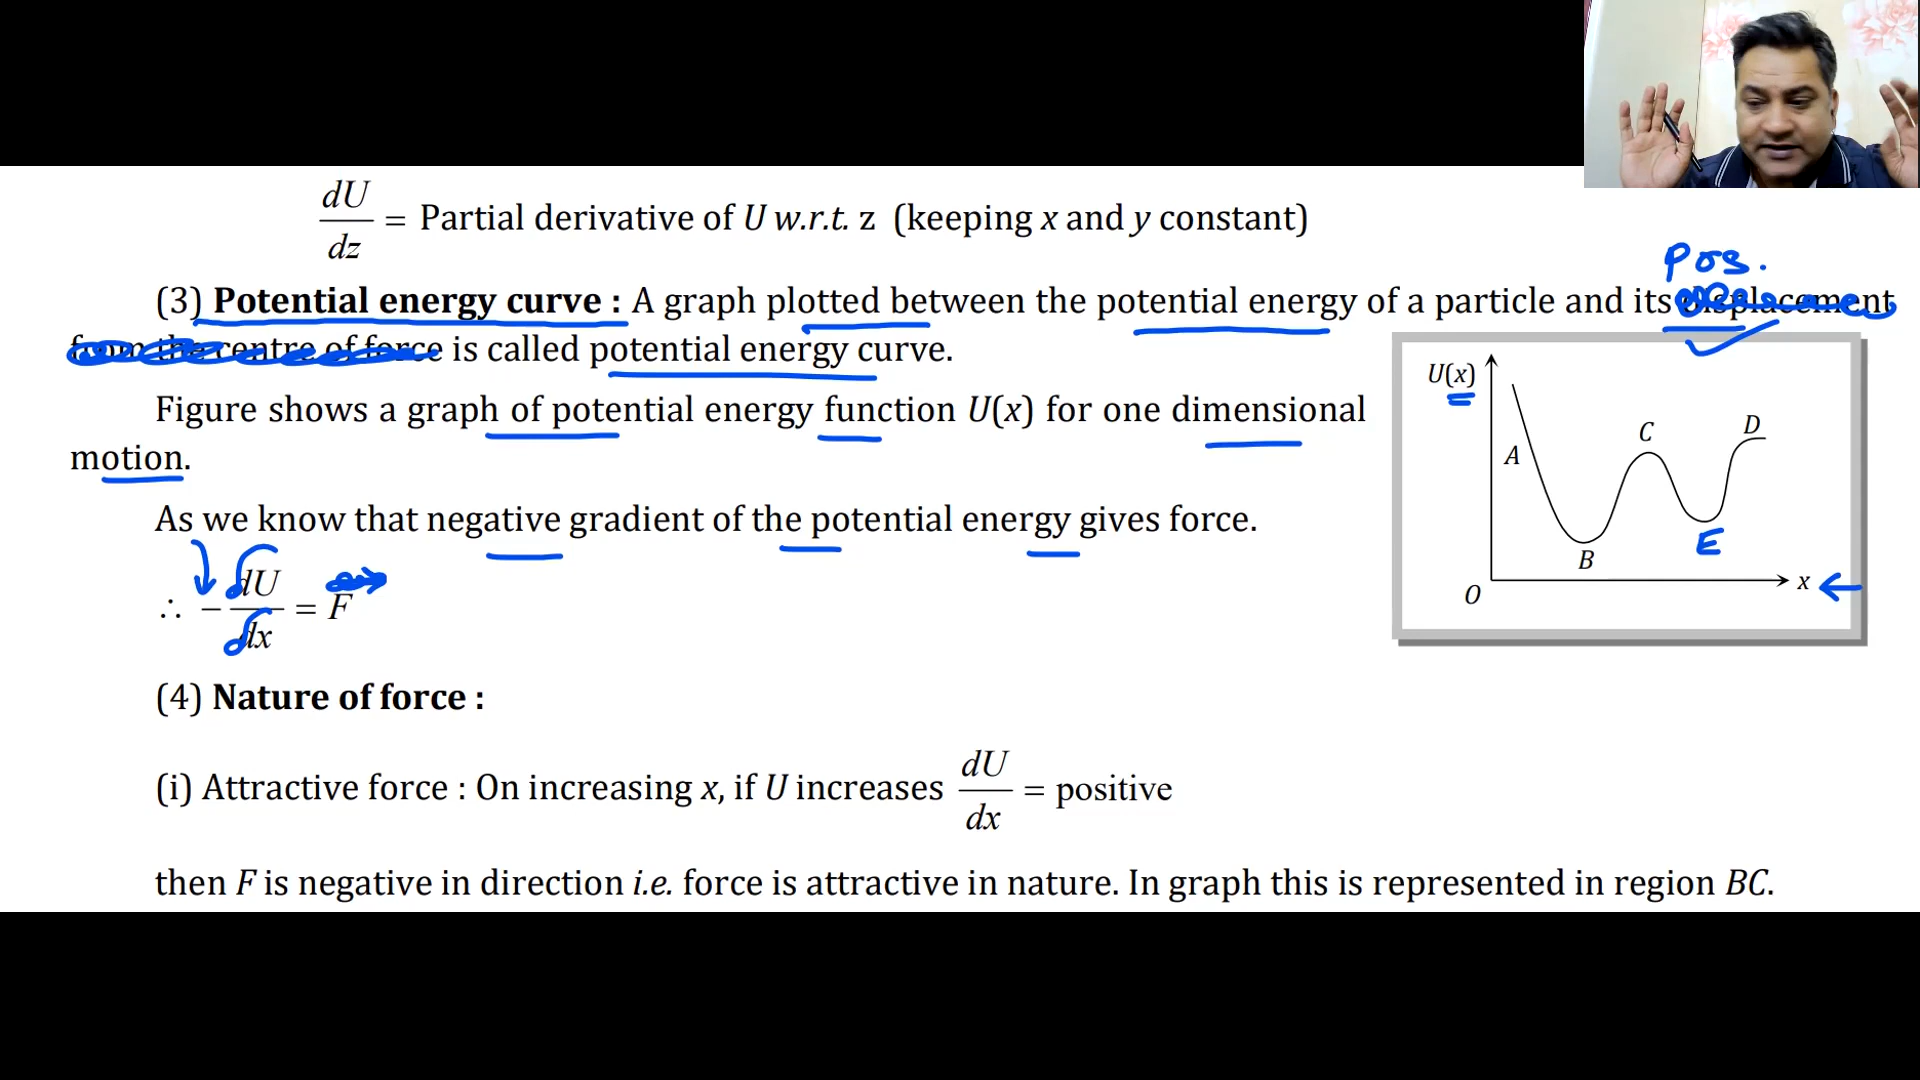 dU/dz = Partial derivative of U w.r.t. z (keeping x and y constant)
Pos.
(3) Potential energy curve : A graph plotted between the potential energy of a particle and its displacement
from the centre of force is called potential energy curve.
Figure shows a graph of potential energy function U(x) for one dimensional
motion.
As we know that negative gradient of the potential energy gives force.
∴ − dU/dx = F
U(x)
A
B
C
D
E
O
x
(4) Nature of force :
(i) Attractive force : On increasing x, if U increases dU/dx = positive
then F is negative in direction i.e. force is attractive in nature. In graph this is represented in region BC.